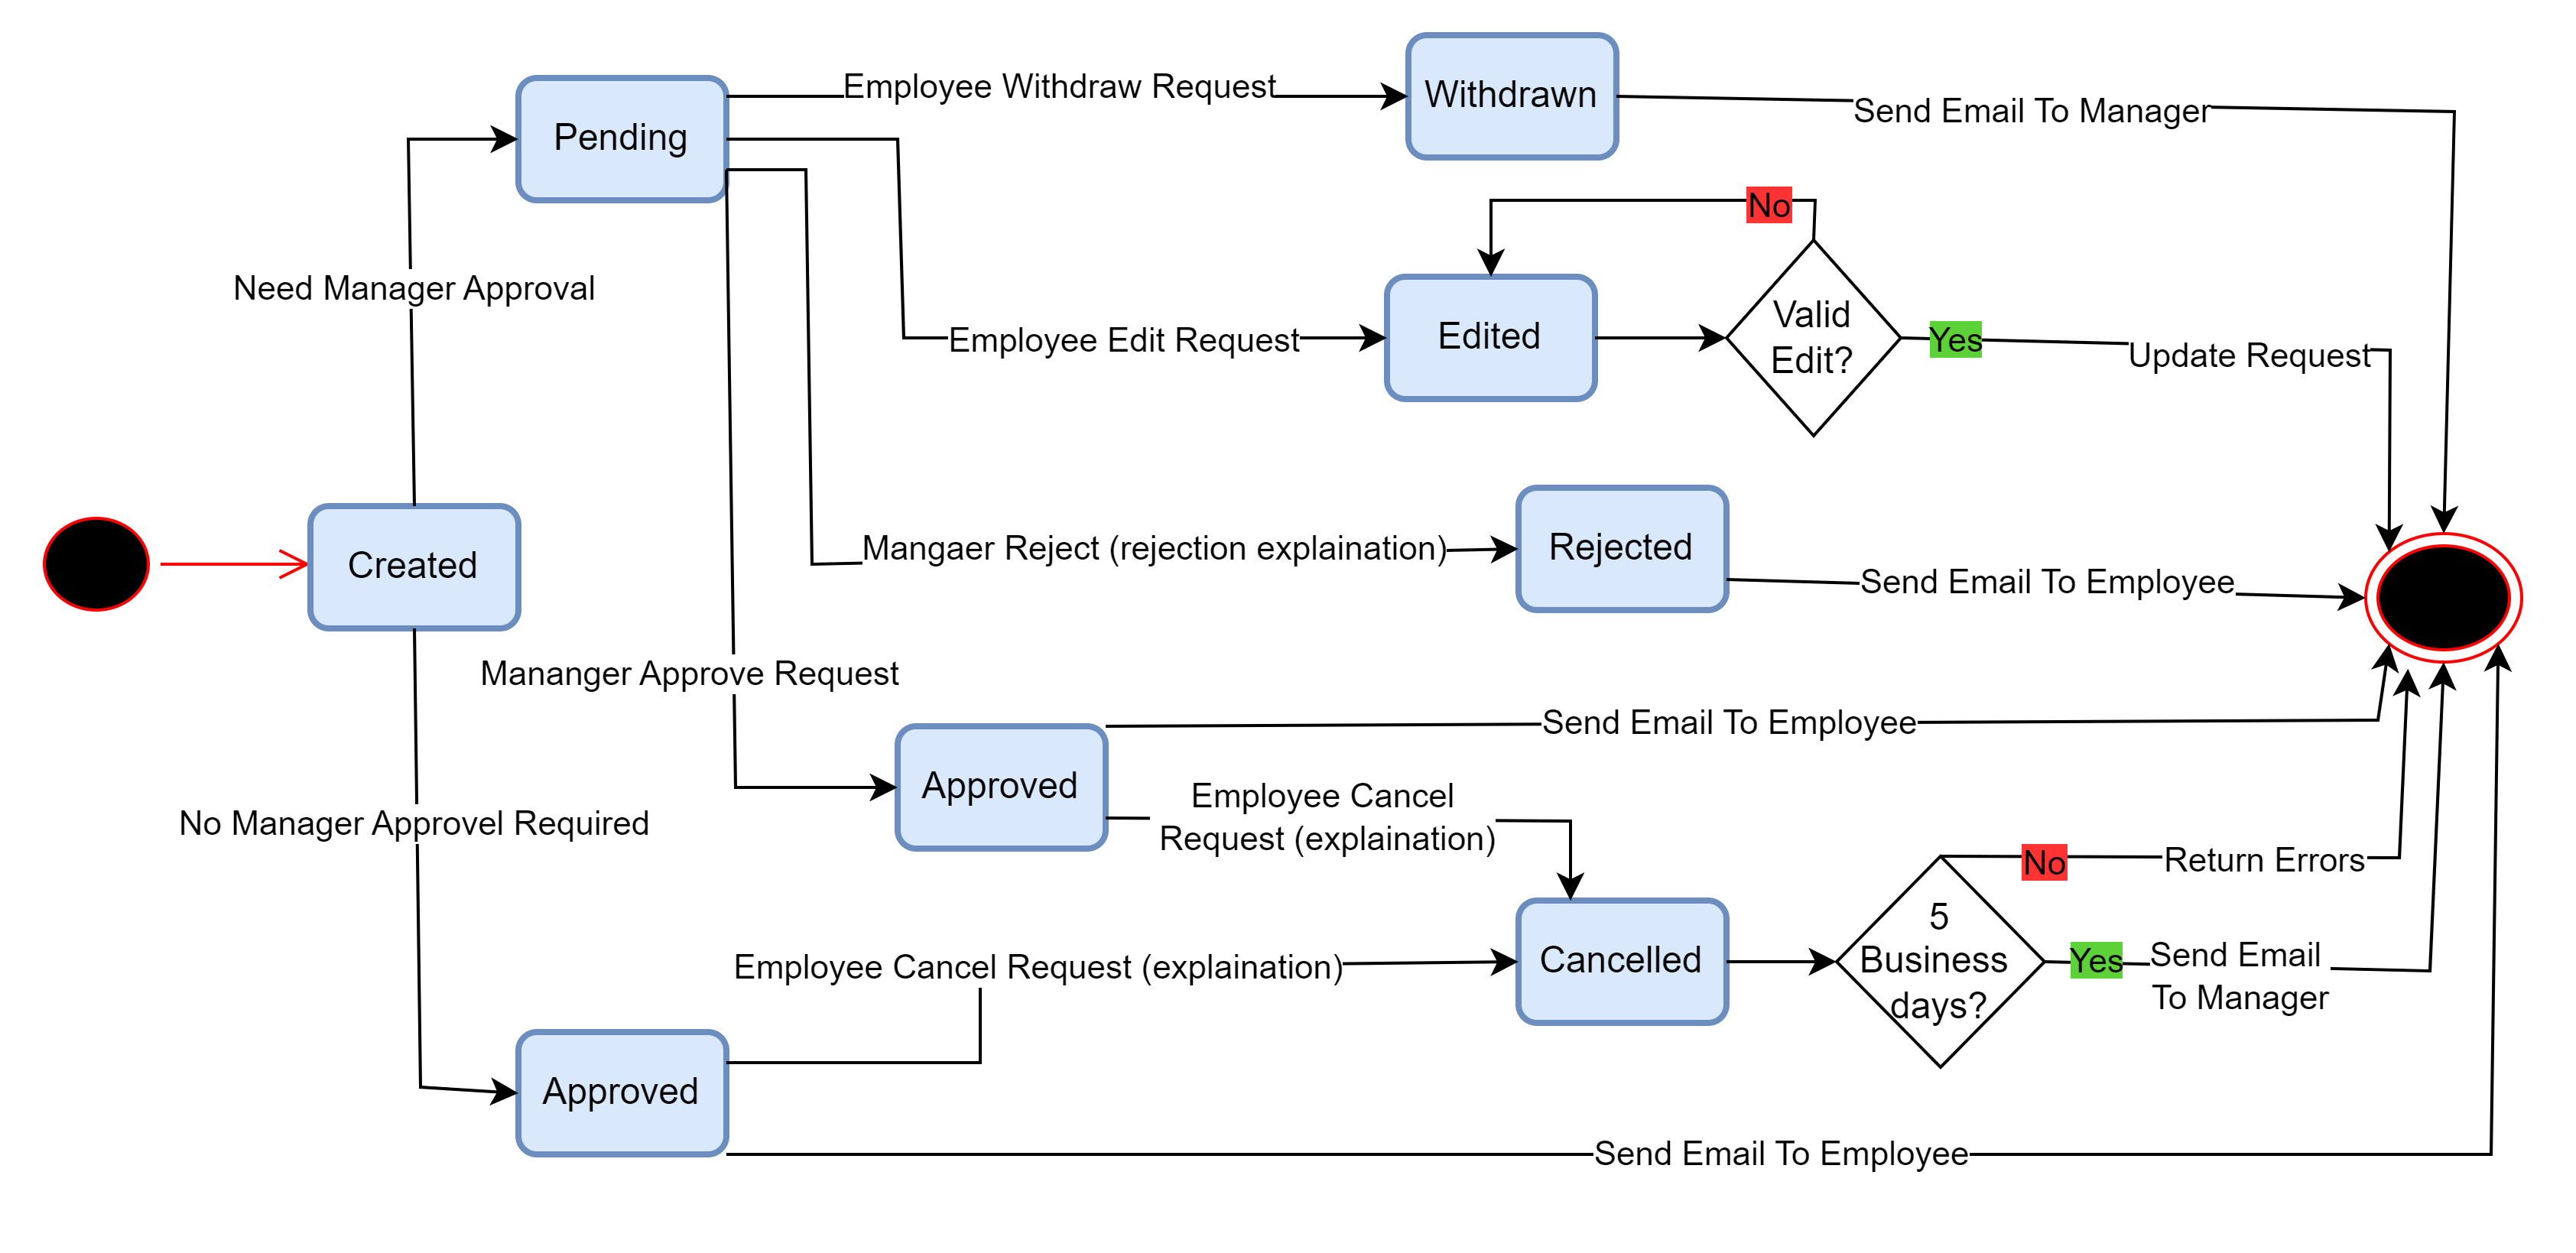 Employee Withdraw Request
Withdrawn
Send Email To Manager
Pending
No
Need Manager Approval
Employee Edit Request
Edited
Valid
Edit?
Yes
Update Request
Created
Mangaer Reject (rejection explaination)
Rejected
Send Email To Employee
Mananger Approve Request
Approved
Send Email To Employee
Employee Cancel
Request (explaination)
No Manager Approvel Required
No
Return Errors
Employee Cancel Request (explaination)
Cancelled
5
Business
days?
Yes
Send Email
To Manager
Approved
Send Email To Employee